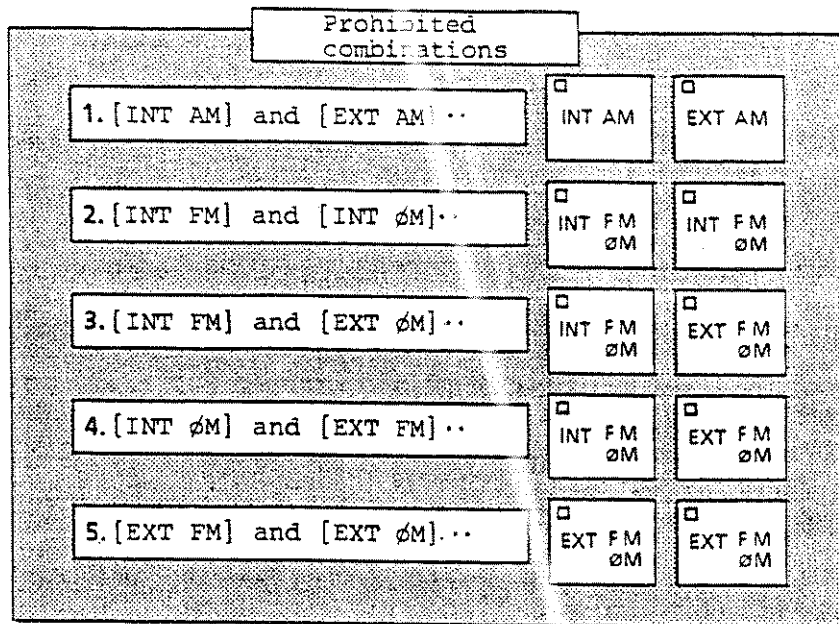 Prohibited
combinations
1. [INT AM] and [EXT AM] ··
INT AM
EXT AM
2. [INT FM] and [INT ØM]··
INT FM
ØM
INT FM
ØM
3. [INT FM] and [EXT ØM]··
INT FM
ØM
EXT FM
ØM
4. [INT ØM] and [EXT FM]··
INT FM
ØM
EXT FM
ØM
5. [EXT FM] and [EXT ØM]···
EXT FM
ØM
EXT FM
ØM